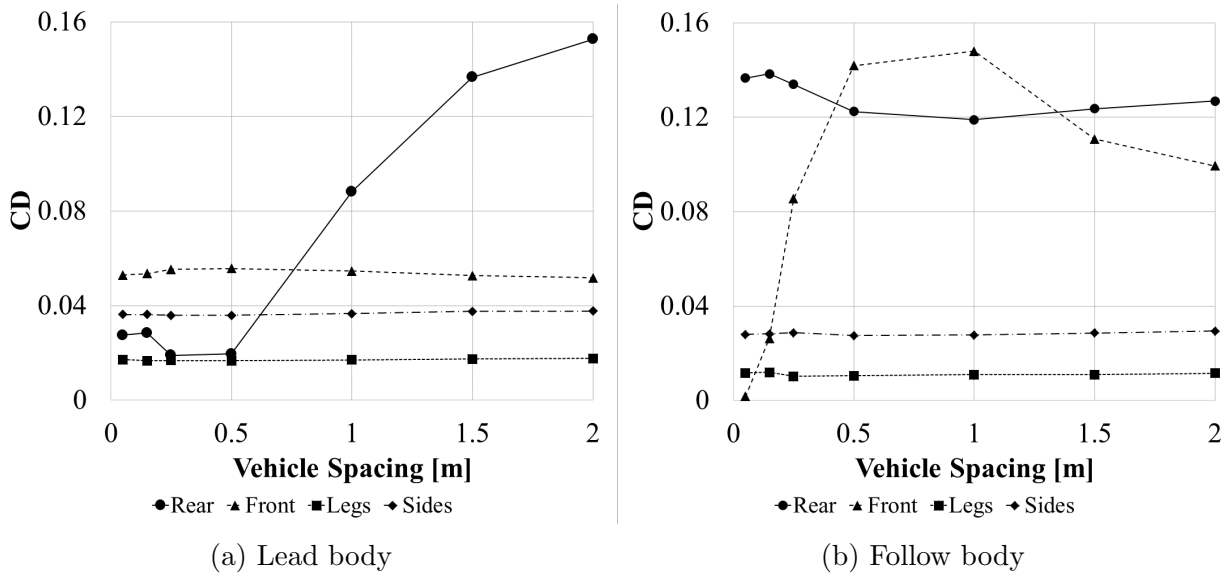 0.16
0.12
0.08
0.04
0
CD
0 0.5 1 1.5 2
Vehicle Spacing [m]
Rear Front Legs Sides
(a) Lead body
0.16
0.12
0.08
0.04
0
CD
0 0.5 1 1.5 2
Vehicle Spacing [m]
Rear Front Legs Sides
(b) Follow body